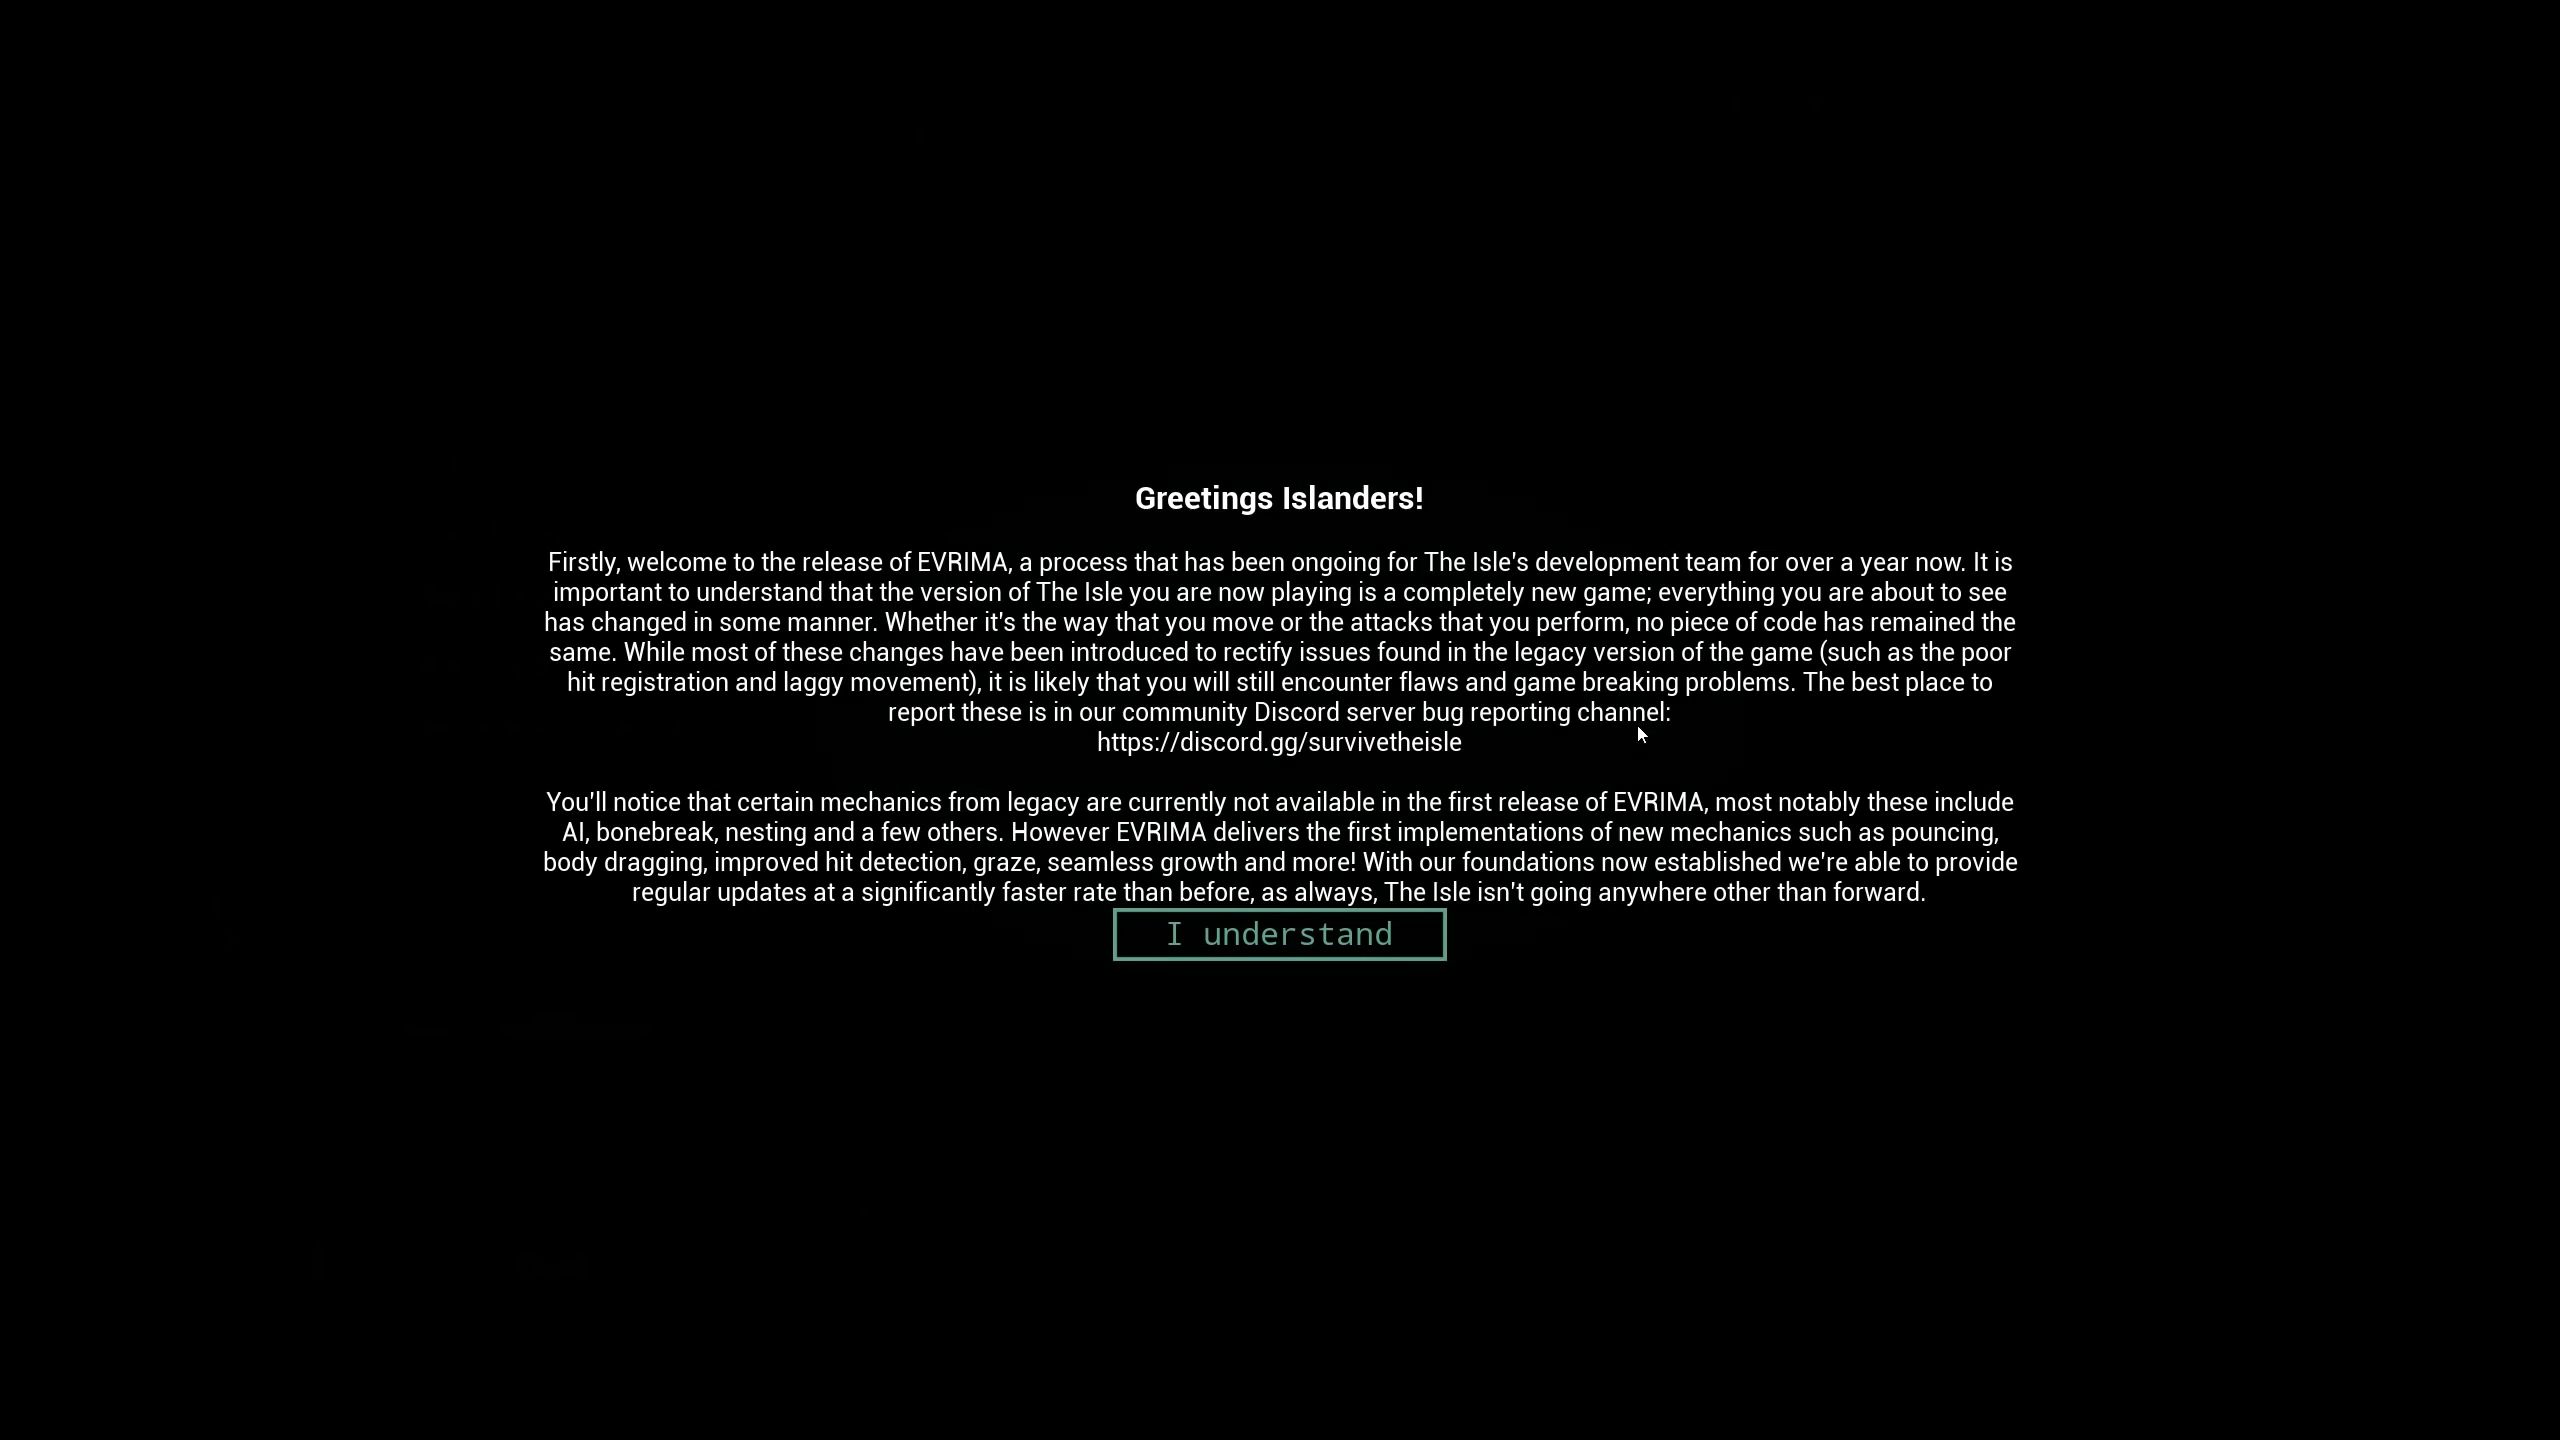 Greetings Islanders!
Firstly, welcome to the release of EVRIMA, a process that has been ongoing for The Isle's development team for over a year now. It is
important to understand that the version of The Isle you are now playing is a completely new game; everything you are about to see
has changed in some manner. Whether it's the way that you move or the attacks that you perform, no piece of code has remained the
same. While most of these changes have been introduced to rectify issues found in the legacy version of the game (such as the poor
hit registration and laggy movement), it is likely that you will still encounter flaws and game breaking problems. The best place to
report these is in our community Discord server bug reporting channel:
https://discord.gg/survivetheisle
You'll notice that certain mechanics from legacy are currently not available in the first release of EVRIMA, most notably these include
AI, bonebreak, nesting and a few others. However EVRIMA delivers the first implementations of new mechanics such as pouncing,
body dragging, improved hit detection, graze, seamless growth and more! With our foundations now established we're able to provide
regular updates at a significantly faster rate than before, as always, The Isle isn't going anywhere other than forward.
I understand